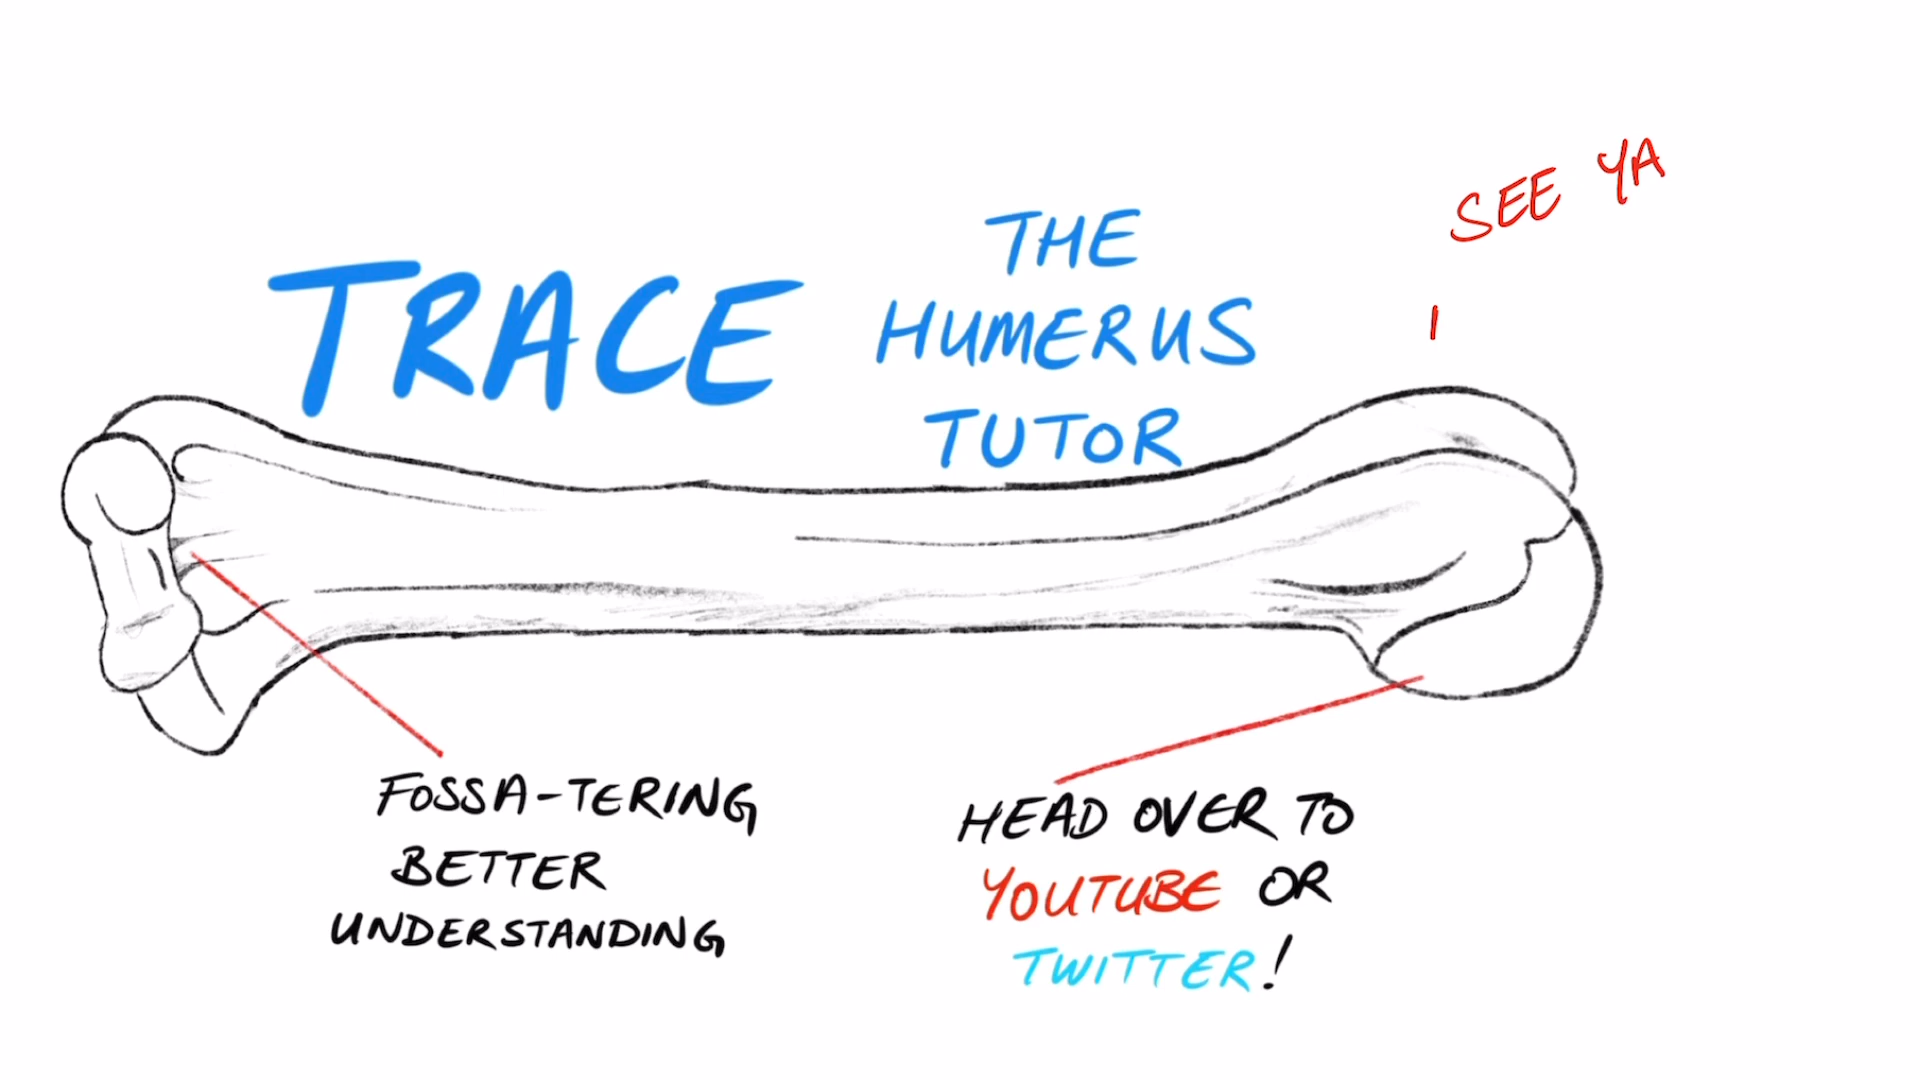 TRACE
THE
HUMERUS
TUTOR
SEE YA
FOSSA-TERING
BETTER
UNDERSTANDING
HEAD OVER TO
YOUTUBE OR
TWITTER!